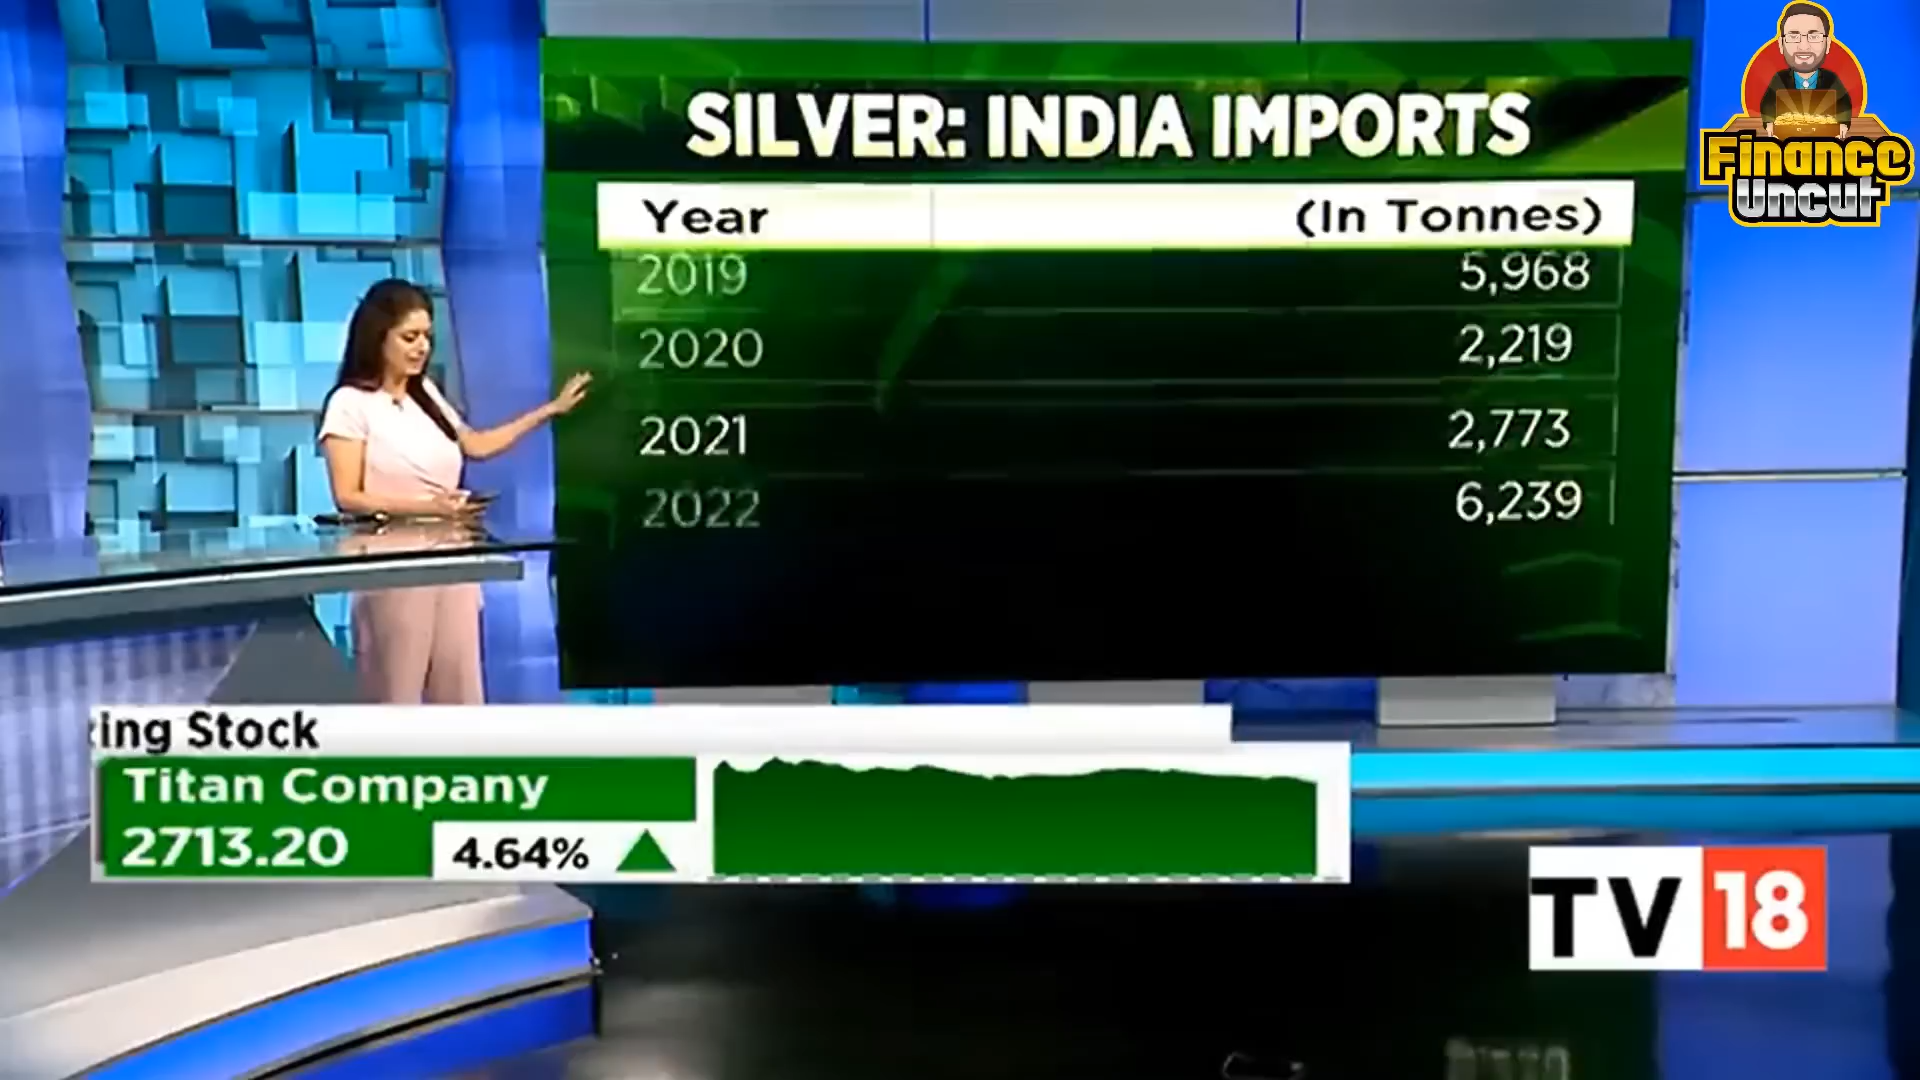 SILVER: INDIA IMPORTS
Year (In Tonnes)
2019 5,968
2020 2,219
2021 2,773
2022 6,239
Finance
Uncut
ing Stock
Titan Company
2713.20 4.64%
TV18